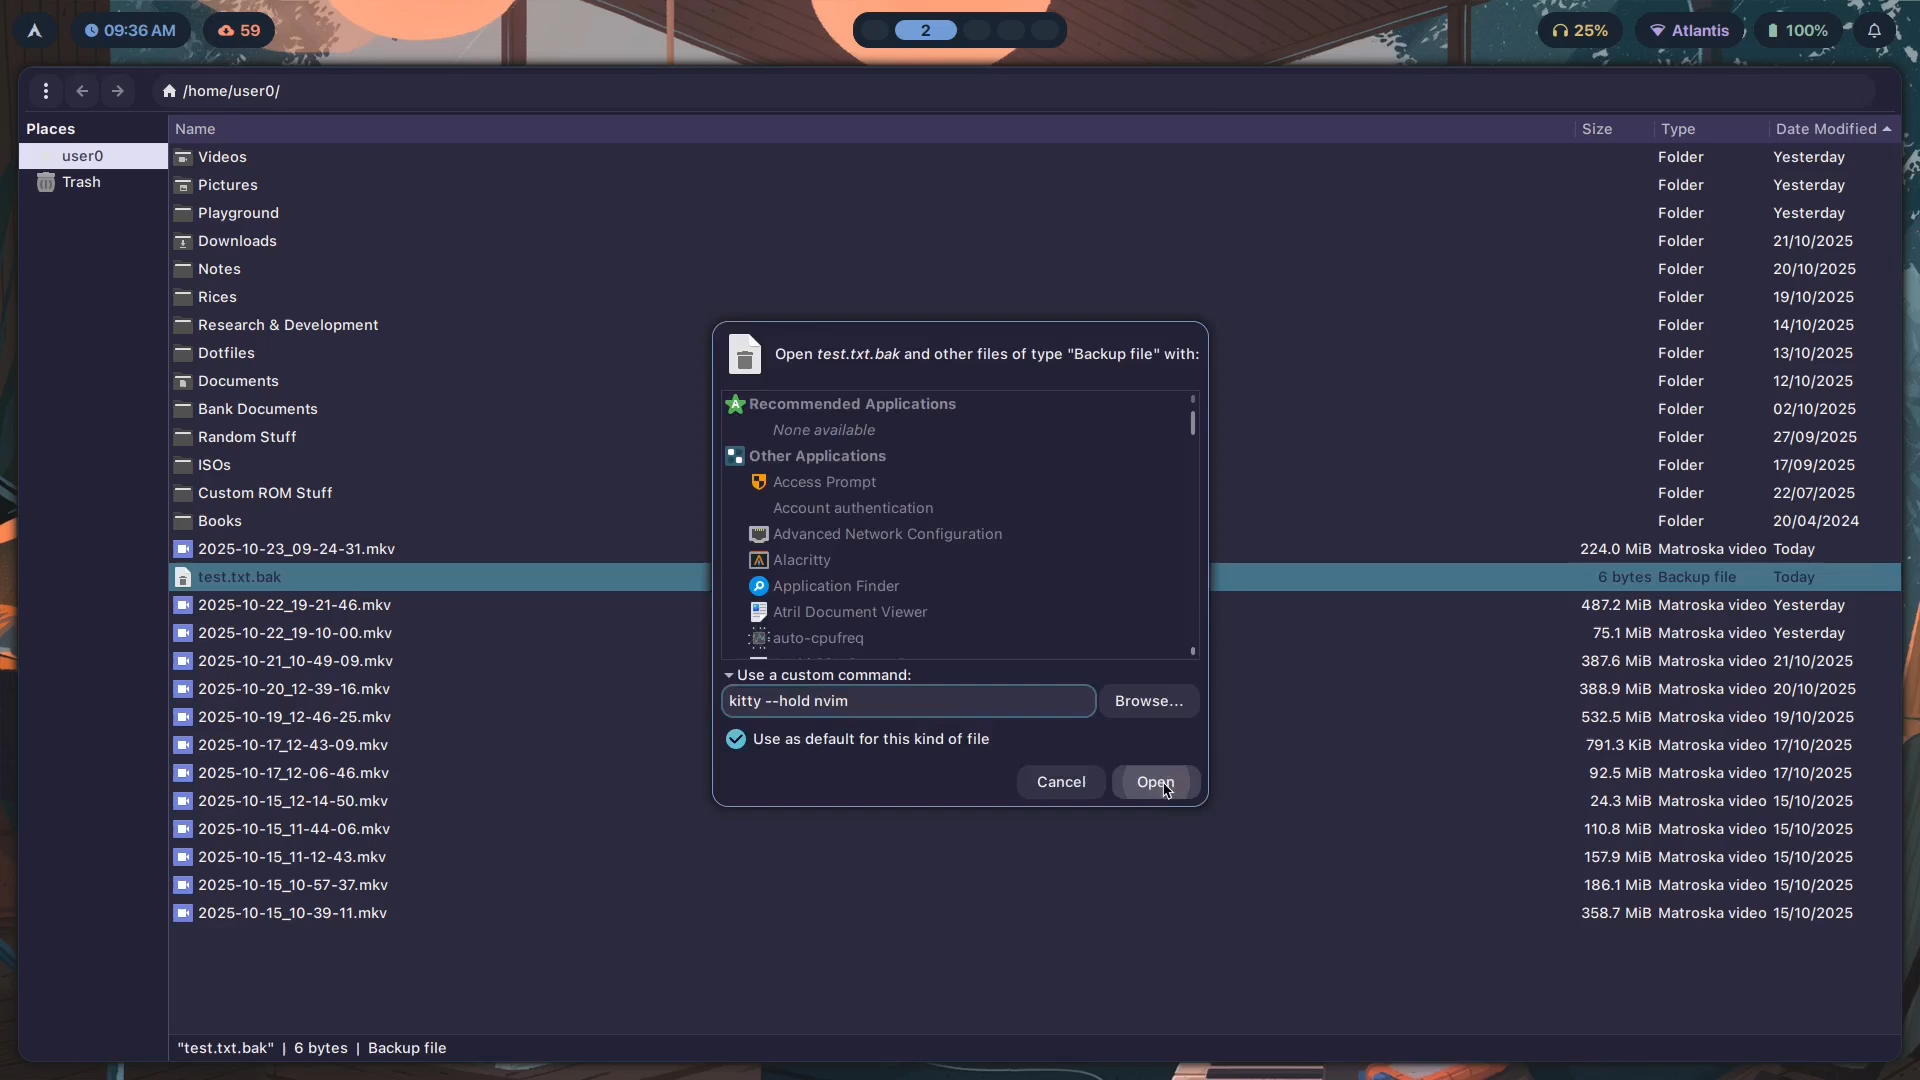 09:36 AM 59 2 25% Atlantis 100%
/home/user0/
Places
user0
Trash
Name Size Type Date Modified
Videos Folder Yesterday
Pictures Folder Yesterday
Playground Folder Yesterday
Downloads Folder 21/10/2025
Notes Folder 20/10/2025
Rices Folder 19/10/2025
Research & Development Folder 14/10/2025
Dotfiles Folder 13/10/2025
Documents Folder 12/10/2025
Bank Documents Folder 02/10/2025
Random Stuff Folder 27/09/2025
ISOs Folder 17/09/2025
Custom ROM Stuff Folder 22/07/2025
Books Folder 20/04/2024
2025-10-23_09-24-31.mkv 224.0 MiB Matroska video Today
test.txt.bak 6 bytes Backup file Today
2025-10-22_19-21-46.mkv 487.2 MiB Matroska video Yesterday
2025-10-22_19-10-00.mkv 75.1 MiB Matroska video Yesterday
2025-10-21_10-49-09.mkv 387.6 MiB Matroska video 21/10/2025
2025-10-20_12-39-16.mkv 388.9 MiB Matroska video 20/10/2025
2025-10-19_12-46-25.mkv 532.5 MiB Matroska video 19/10/2025
2025-10-17_12-43-09.mkv 791.3 KiB Matroska video 17/10/2025
2025-10-17_12-06-46.mkv 92.5 MiB Matroska video 17/10/2025
2025-10-15_12-14-50.mkv 24.3 MiB Matroska video 15/10/2025
2025-10-15_11-44-06.mkv 110.8 MiB Matroska video 15/10/2025
2025-10-15_11-12-43.mkv 157.9 MiB Matroska video 15/10/2025
2025-10-15_10-57-37.mkv 186.1 MiB Matroska video 15/10/2025
2025-10-15_10-39-11.mkv 358.7 MiB Matroska video 15/10/2025
"test.txt.bak" | 6 bytes | Backup file
Open test.txt.bak and other files of type "Backup file" with:
Recommended Applications
None available
Other Applications
Access Prompt
Account authentication
Advanced Network Configuration
Alacritty
Application Finder
Atril Document Viewer
auto-cpufreq
Use a custom command:
kitty --hold nvim Browse...
Use as default for this kind of file
Cancel Open